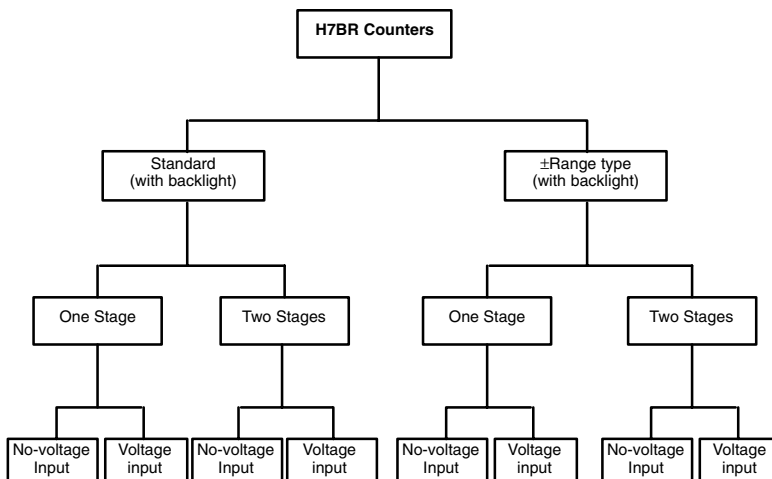 H7BR Counters
Standard
(with backlight)
±Range type
(with backlight)
One Stage
Two Stages
One Stage
Two Stages
No-voltage
Input
Voltage
input
No-voltage
Input
Voltage
input
No-voltage
Input
Voltage
input
No-voltage
Input
Voltage
input